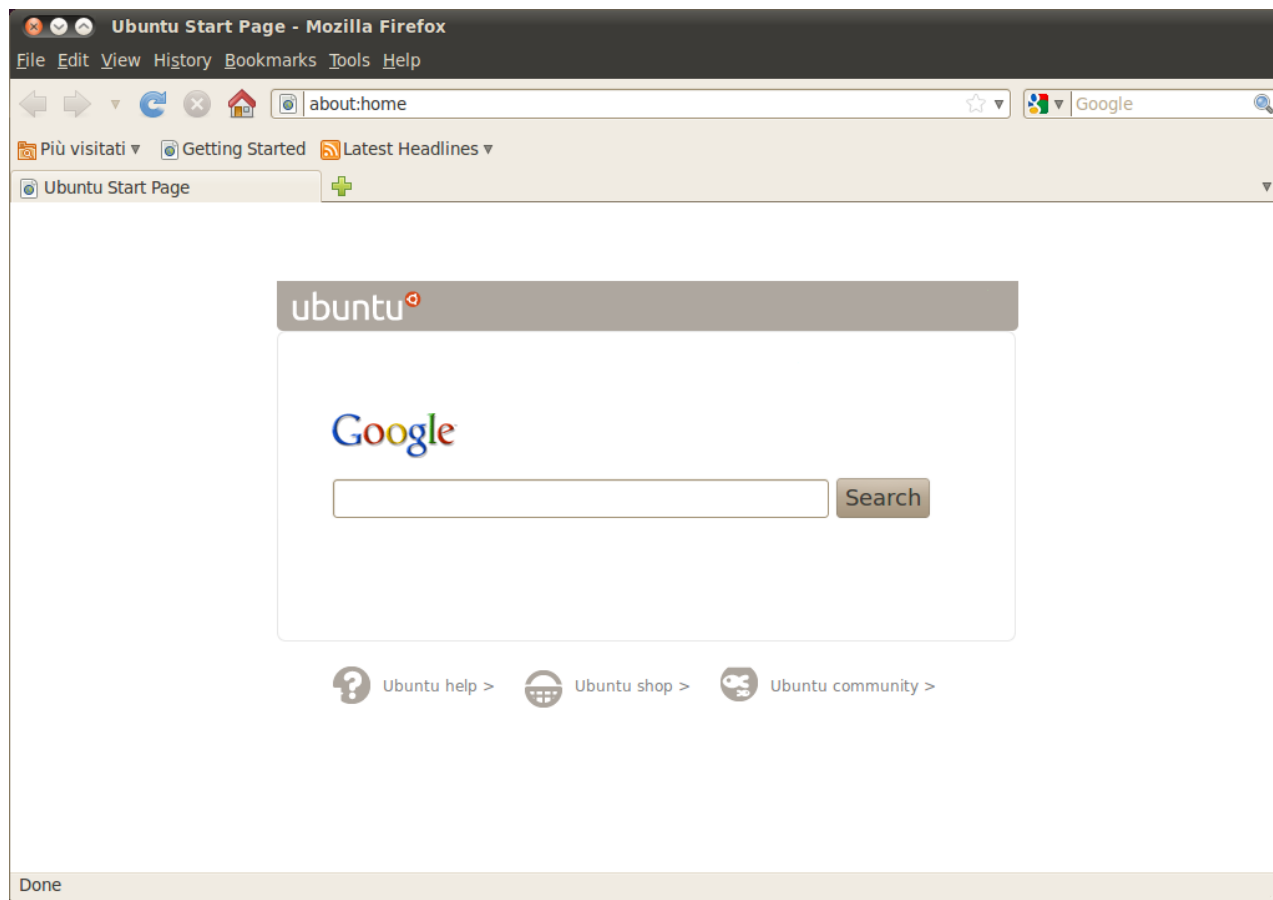 Ubuntu Start Page - Mozilla Firefox
File Edit View History Bookmarks Tools Help
about:home Google
Più visitati Getting Started Latest Headlines
Ubuntu Start Page
ubuntu
Google
Search
Ubuntu help > Ubuntu shop > Ubuntu community >
Done